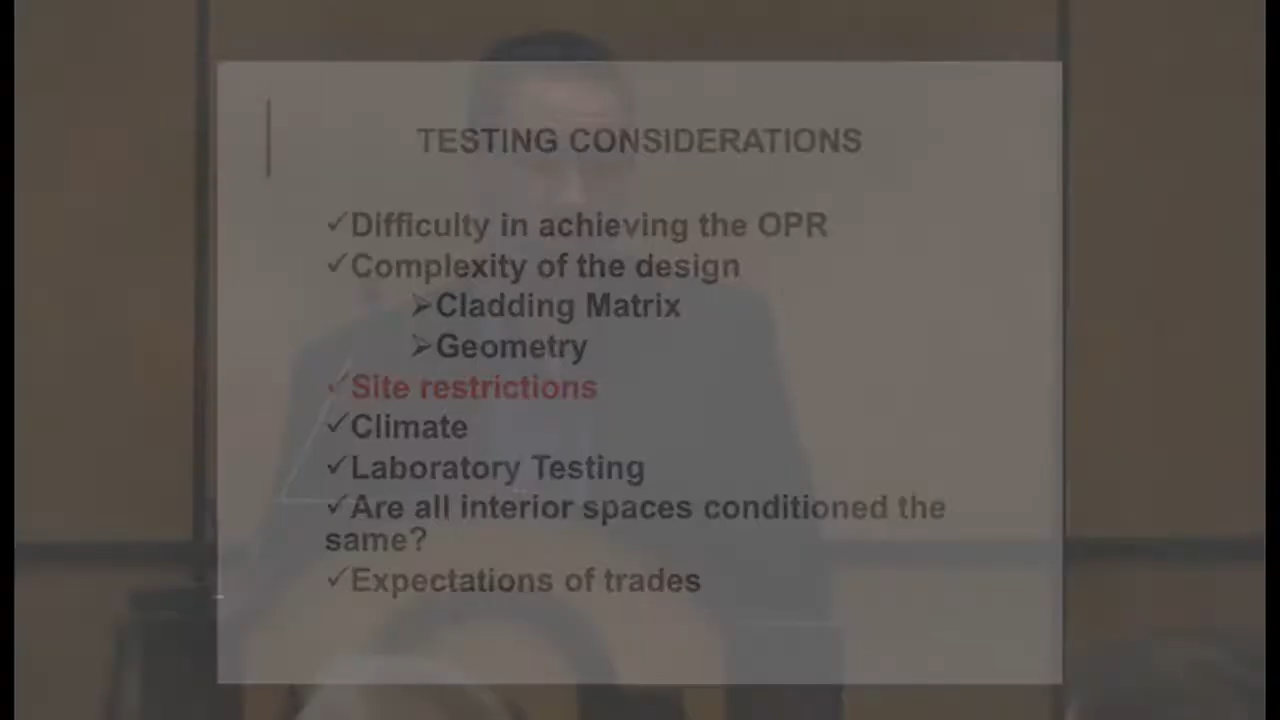 TESTING CONSIDERATIONS
✓Difficulty in achieving the OPR
✓Complexity of the design
➢Cladding Matrix
➢Geometry
✓Site restrictions
✓Climate
✓Laboratory Testing
✓Are all interior spaces conditioned the
same?
✓Expectations of trades